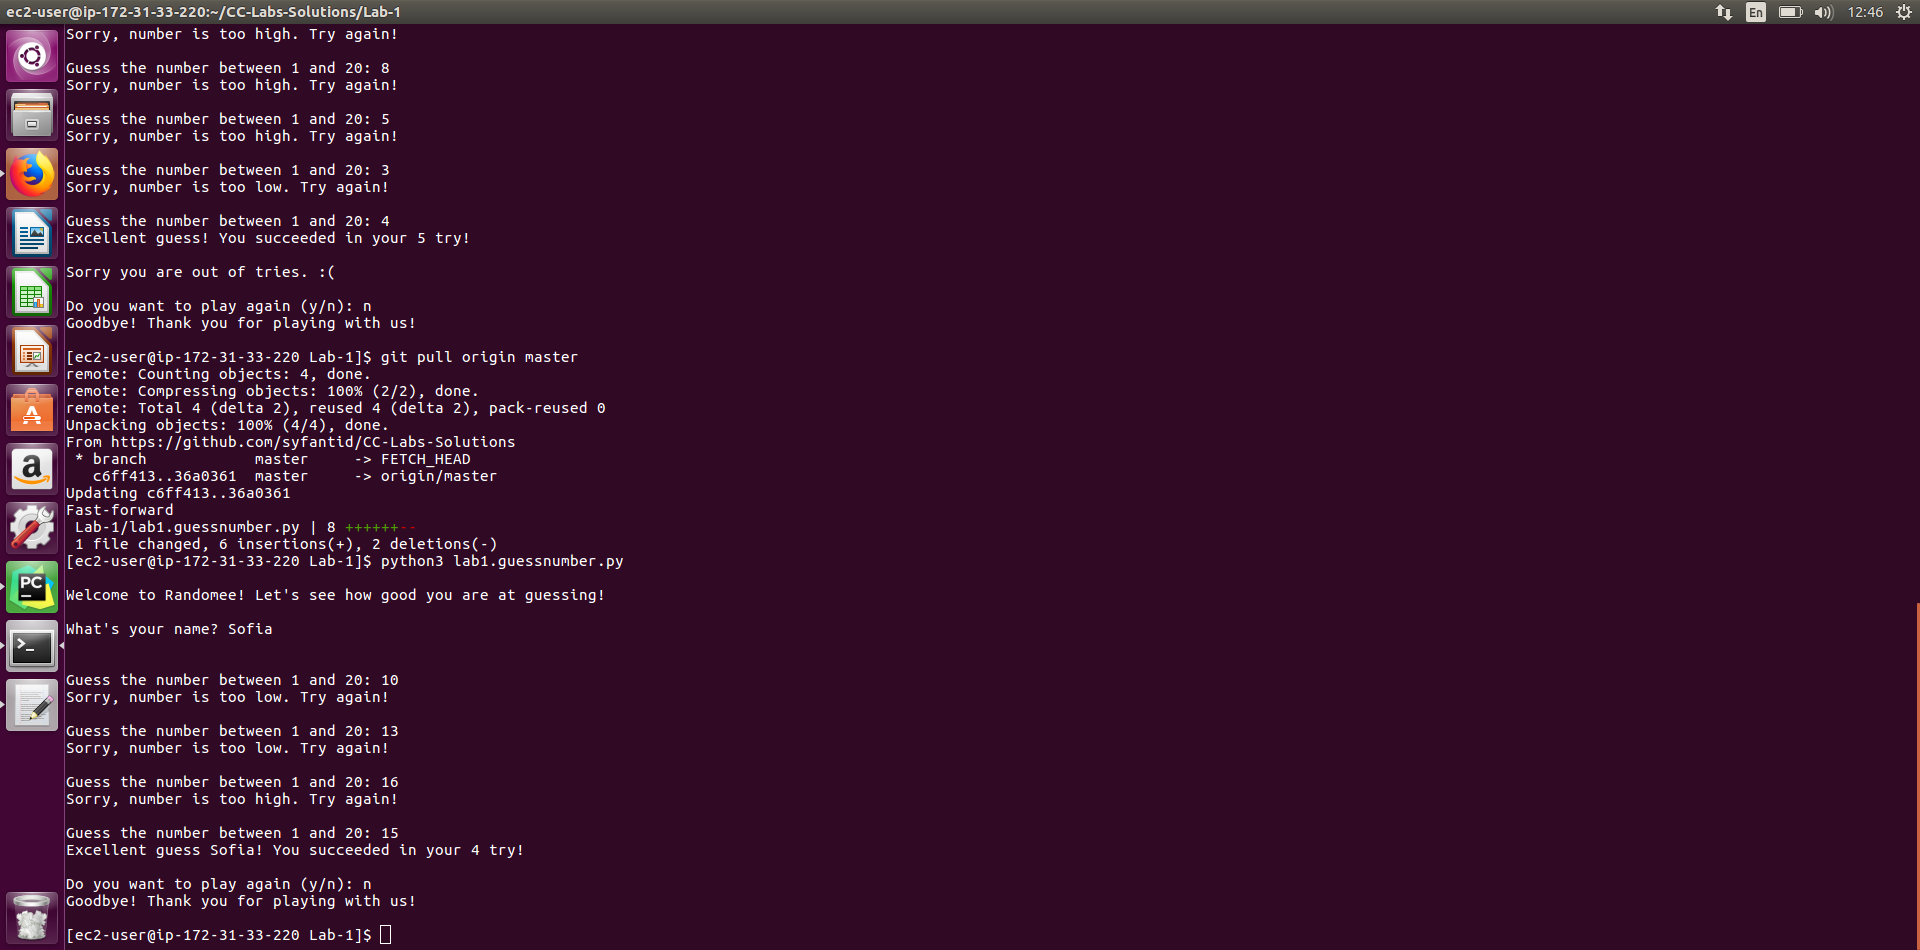 ec2-user@ip-172-31-33-220:~/CC-Labs-Solutions/Lab-1
En
12:46
Sorry, number is too high. Try again!
Guess the number between 1 and 20: 8
Sorry, number is too high. Try again!
Guess the number between 1 and 20: 5
Sorry, number is too high. Try again!
Guess the number between 1 and 20: 3
Sorry, number is too low. Try again!
Guess the number between 1 and 20: 4
Excellent guess! You succeeded in your 5 try!
Sorry you are out of tries. :(
Do you want to play again (y/n): n
Goodbye! Thank you for playing with us!
[ec2-user@ip-172-31-33-220 Lab-1]$ git pull origin master
remote: Counting objects: 4, done.
remote: Compressing objects: 100% (2/2), done.
remote: Total 4 (delta 2), reused 4 (delta 2), pack-reused 0
Unpacking objects: 100% (4/4), done.
From https://github.com/syfantid/CC-Labs-Solutions
 * branch            master     -> FETCH_HEAD
   c6ff413..36a0361  master     -> origin/master
Updating c6ff413..36a0361
Fast-forward
 Lab-1/lab1.guessnumber.py | 8 ++++++--
 1 file changed, 6 insertions(+), 2 deletions(-)
[ec2-user@ip-172-31-33-220 Lab-1]$ python3 lab1.guessnumber.py
Welcome to Randomee! Let's see how good you are at guessing!
What's your name? Sofia
Guess the number between 1 and 20: 10
Sorry, number is too low. Try again!
Guess the number between 1 and 20: 13
Sorry, number is too low. Try again!
Guess the number between 1 and 20: 16
Sorry, number is too high. Try again!
Guess the number between 1 and 20: 15
Excellent guess Sofia! You succeeded in your 4 try!
Do you want to play again (y/n): n
Goodbye! Thank you for playing with us!
[ec2-user@ip-172-31-33-220 Lab-1]$
A
a
PC
>_